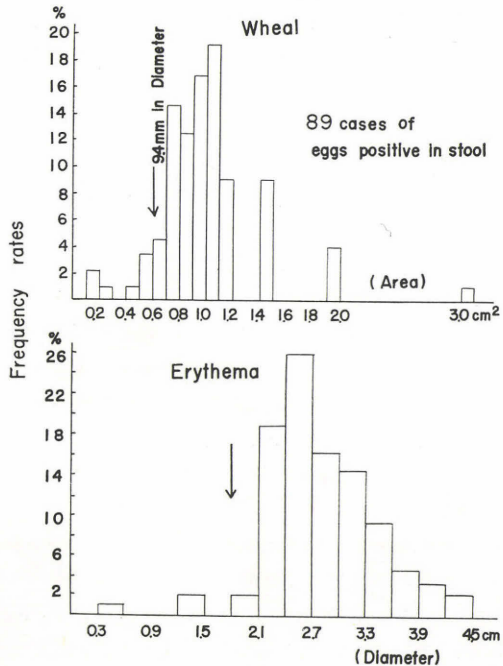 %
Wheal
20
18
16
14
12
10
8
6
4
2
9.4 mm in Diameter
89 cases of
eggs positive in stool
(Area)
0.2 0.4 0.6 0.8 1.0 1.2 1.4 1.6 1.8 2.0 3.0 cm²
Frequency rates
%
Erythema
26
22
18
14
10
6
2
0.3 0.9 1.5 2.1 2.7 3.3 3.9 4.5 cm
(Diameter)